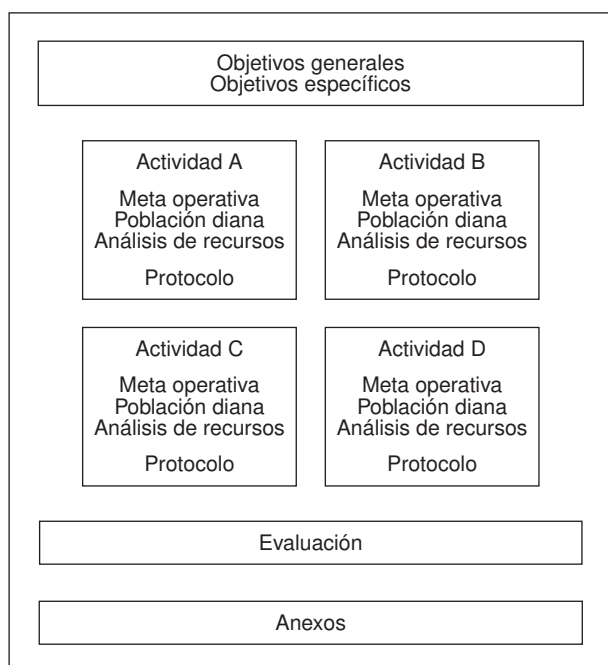 Objetivos generales
Objetivos específicos
Actividad A
Meta operativa
Población diana
Análisis de recursos
Protocolo
Actividad B
Meta operativa
Población diana
Análisis de recursos
Protocolo
Actividad C
Meta operativa
Población diana
Análisis de recursos
Protocolo
Actividad D
Meta operativa
Población diana
Análisis de recursos
Protocolo
Evaluación
Anexos